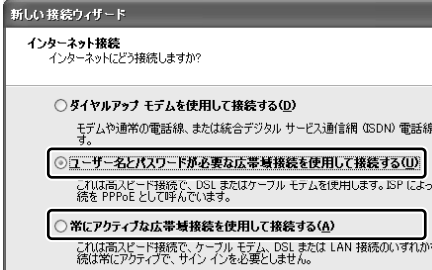 新しい接続ウィザード
インターネット接続
インターネットにどう接続しますか?
ダイヤルアップ モデムを使用して接続する(D)
モデムや通常の電話線、または統合デジタル サービス通信網 (ISDN) 電話線
す。
ユーザー名とパスワードが必要な広帯域接続を使用して接続する(U)
これは高スピード接続で、DSL またはケーブル モデムを使用します。ISP によっ
続を PPPoE として呼んでいます。
常にアクティブな広帯域接続を使用して接続する(A)
これは高スピード接続で、ケーブル モデム、DSL または LAN 接続のいずれか
続は常にアクティブで、サイン インを必要としません。